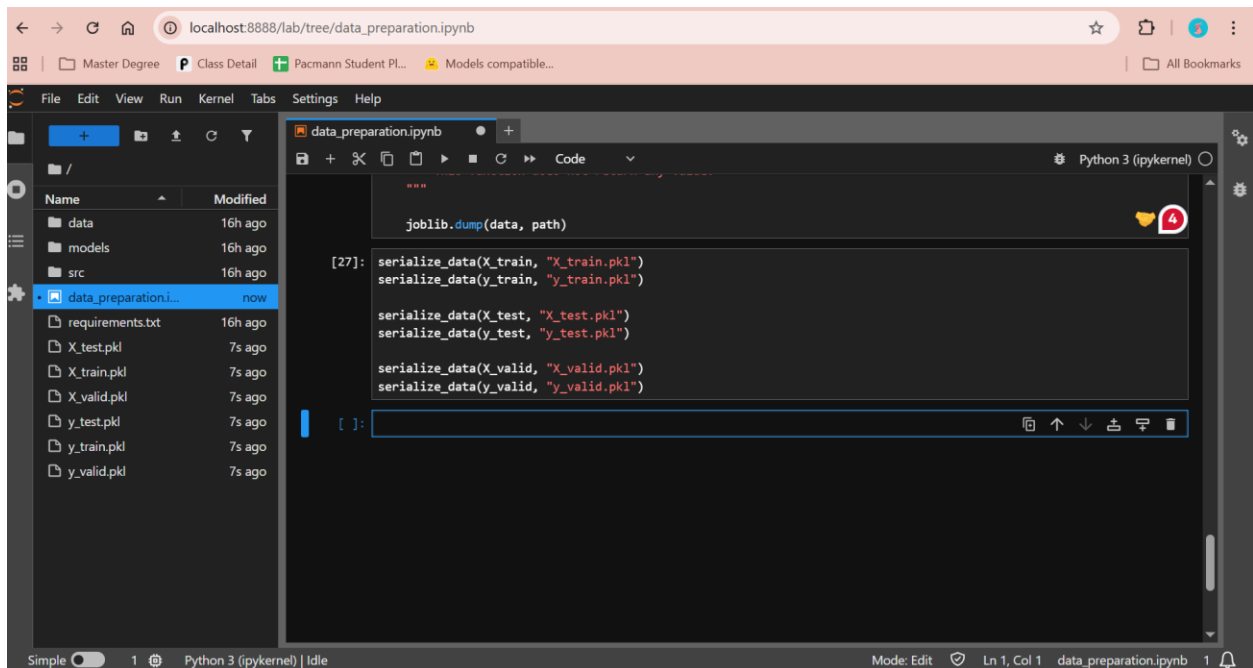 localhost:8888/lab/tree/data_preparation.ipynb
Master Degree Class Detail Pacmann Student Pl... Models compatible... All Bookmarks
File Edit View Run Kernel Tabs Settings Help
data_preparation.ipynb
Code Python 3 (ipykernel)
/
Name Modified
data 16h ago
models 16h ago
src 16h ago
data_preparation.i... now
requirements.txt 16h ago
X_test.pkl 7s ago
X_train.pkl 7s ago
X_valid.pkl 7s ago
y_test.pkl 7s ago
y_train.pkl 7s ago
y_valid.pkl 7s ago
"""
joblib.dump(data, path)
4
[27]: serialize_data(X_train, "X_train.pkl")
serialize_data(y_train, "y_train.pkl")
serialize_data(X_test, "X_test.pkl")
serialize_data(y_test, "y_test.pkl")
serialize_data(X_valid, "X_valid.pkl")
serialize_data(y_valid, "y_valid.pkl")
[ ]:
Simple 1 Python 3 (ipykernel) | Idle Mode: Edit Ln 1, Col 1 data_preparation.ipynb 1